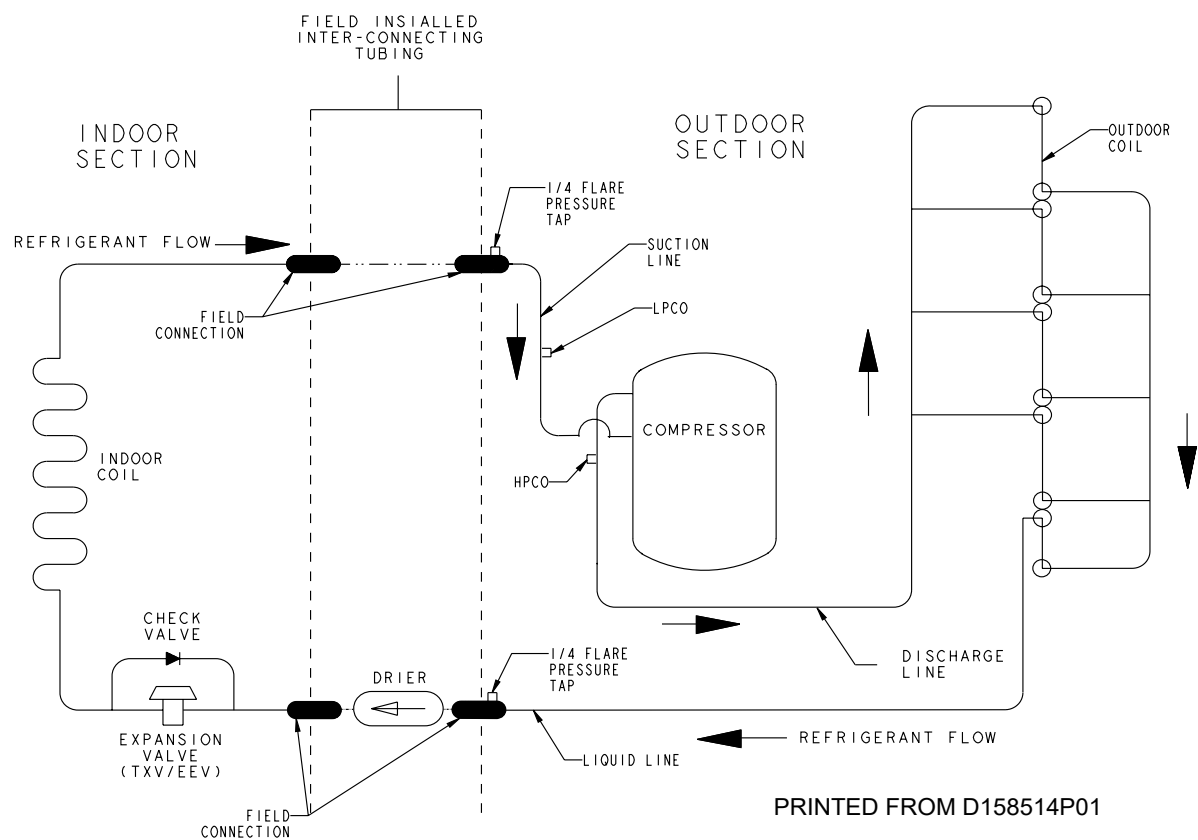 FIELD INSIALLED
INTER-CONNECTING
TUBING
INDOOR
SECTION
OUTDOOR
SECTION
OUTDOOR
COIL
1/4 FLARE
PRESSURE
TAP
REFRIGERANT FLOW
SUCTION
LINE
FIELD
CONNECTION
LPCO
COMPRESSOR
INDOOR
COIL
HPCO
CHECK
VALVE
1/4 FLARE
PRESSURE
TAP
DRIER
DISCHARGE
LINE
EXPANSION
VALVE
(TXV/EEV)
LIQUID LINE
REFRIGERANT FLOW
FIELD
CONNECTION
PRINTED FROM D158514P01